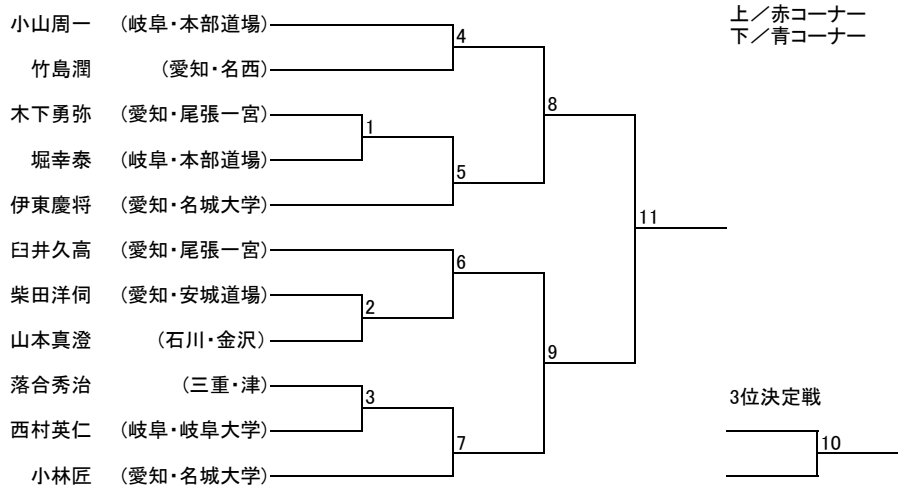 上／赤コーナー
下／青コーナー
小山周一 (岐阜・本部道場)
4
竹島潤 (愛知・名西)
8
木下勇弥 (愛知・尾張一宮)
1
堀幸泰 (岐阜・本部道場)
5
伊東慶将 (愛知・名城大学)
11
臼井久高 (愛知・尾張一宮)
6
柴田洋伺 (愛知・安城道場)
2
山本真澄 (石川・金沢)
9
落合秀治 (三重・津)
3
3位決定戦
西村英仁 (岐阜・岐阜大学)
7
10
小林匠 (愛知・名城大学)